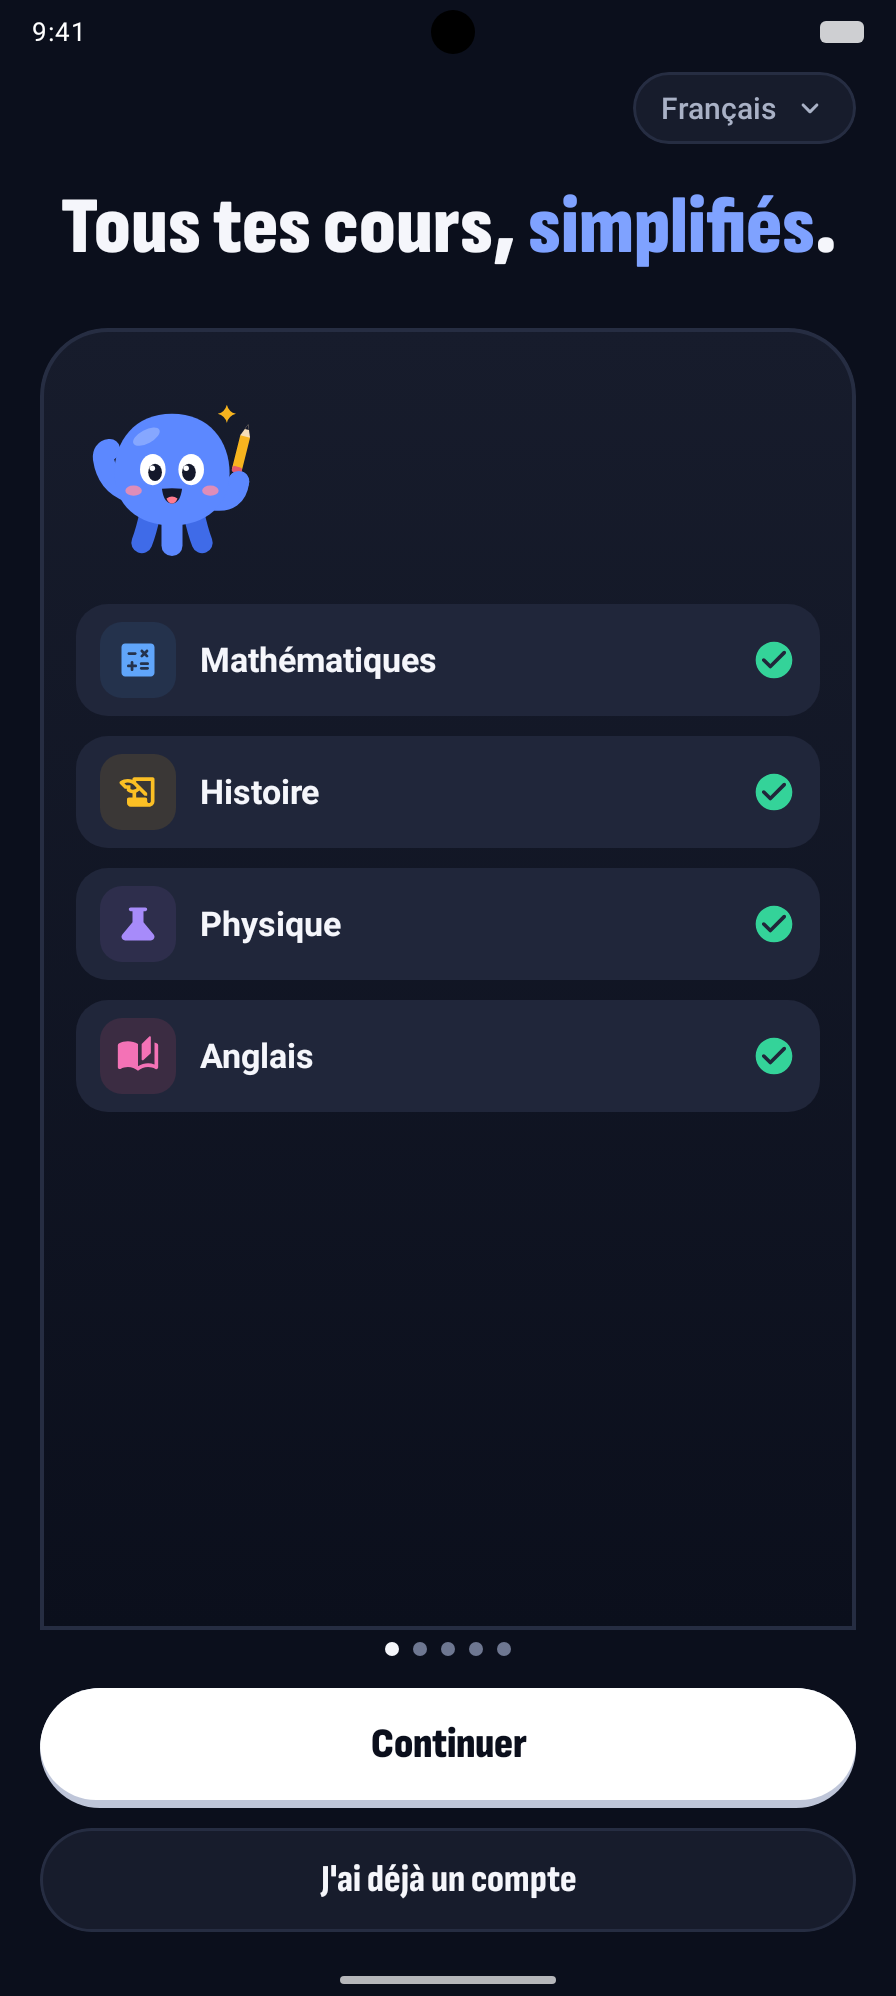 9:41
Français
Tous tes cours, simplifiés.
Mathématiques
Histoire
Physique
Anglais
Continuer
J'ai déjà un compte